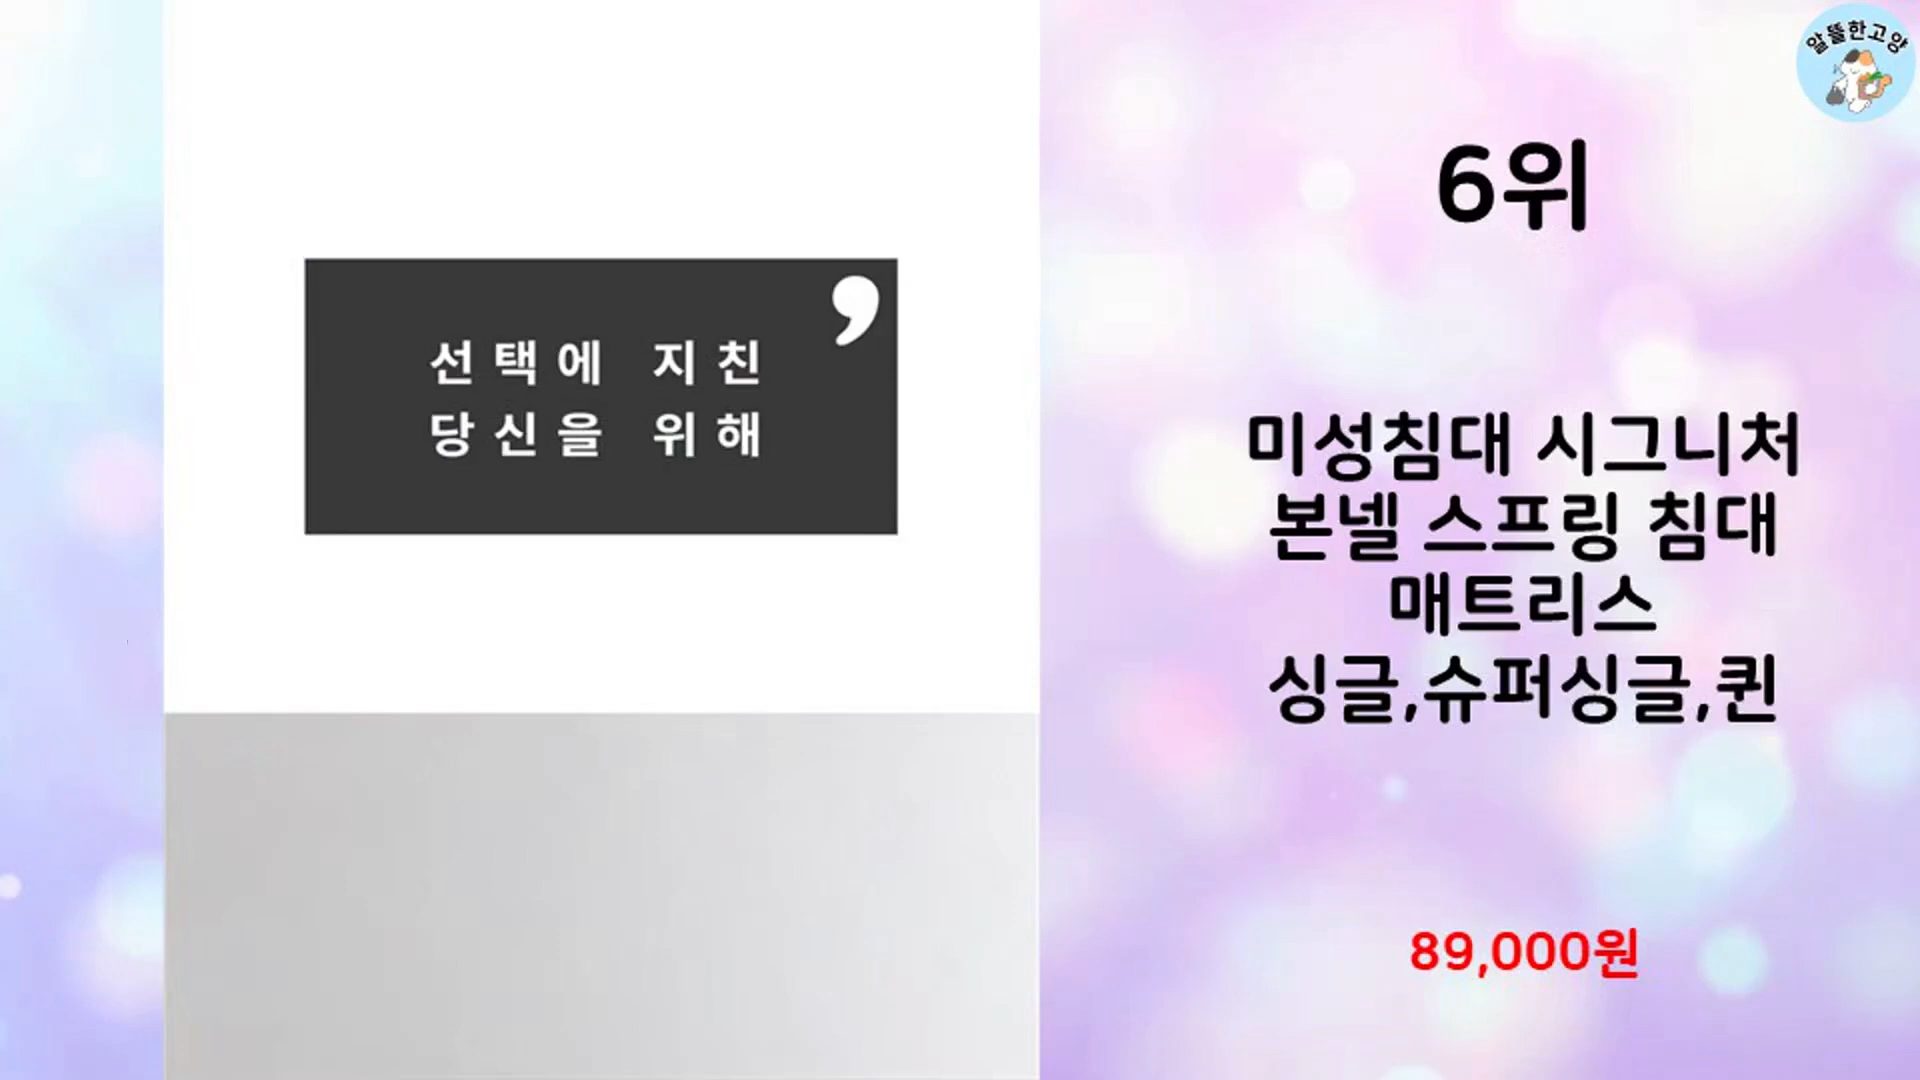 알뜰한고양
6위
선택에 지친
당신을 위해
미성침대 시그니처
본넬 스프링 침대
매트리스
싱글,슈퍼싱글,퀸
89,000원